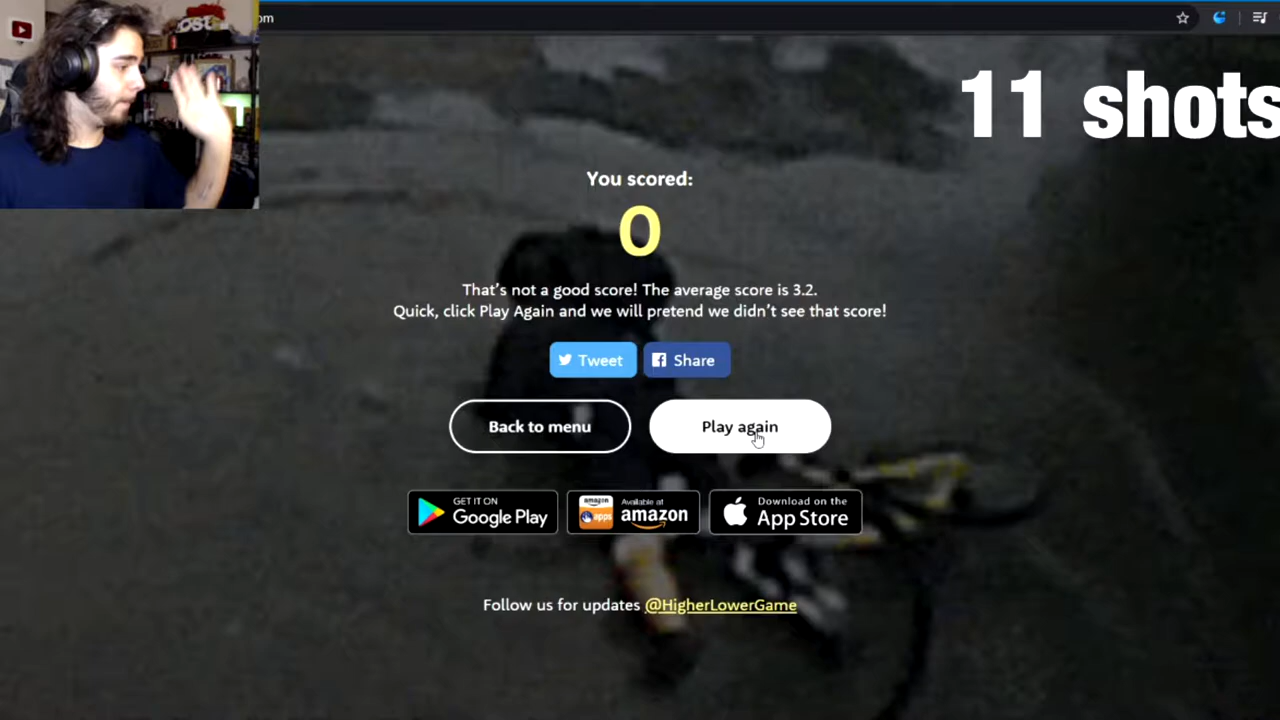 om
11 shots
You scored:
0
That's not a good score! The average score is 3.2.
Quick, click Play Again and we will pretend we didn't see that score!
Tweet
Share
Back to menu
Play again
GET IT ON
Google Play
amazon
apps
Available at
amazon
Download on the
App Store
Follow us for updates @HigherLowerGame